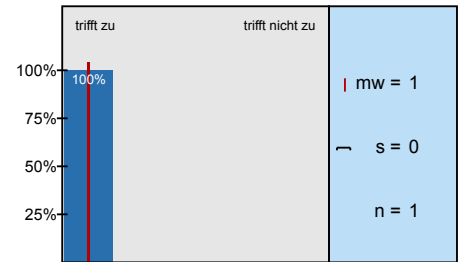 trifft zu trifft nicht zu
100%
100%
75%
50%
25%
mw = 1
s = 0
n = 1